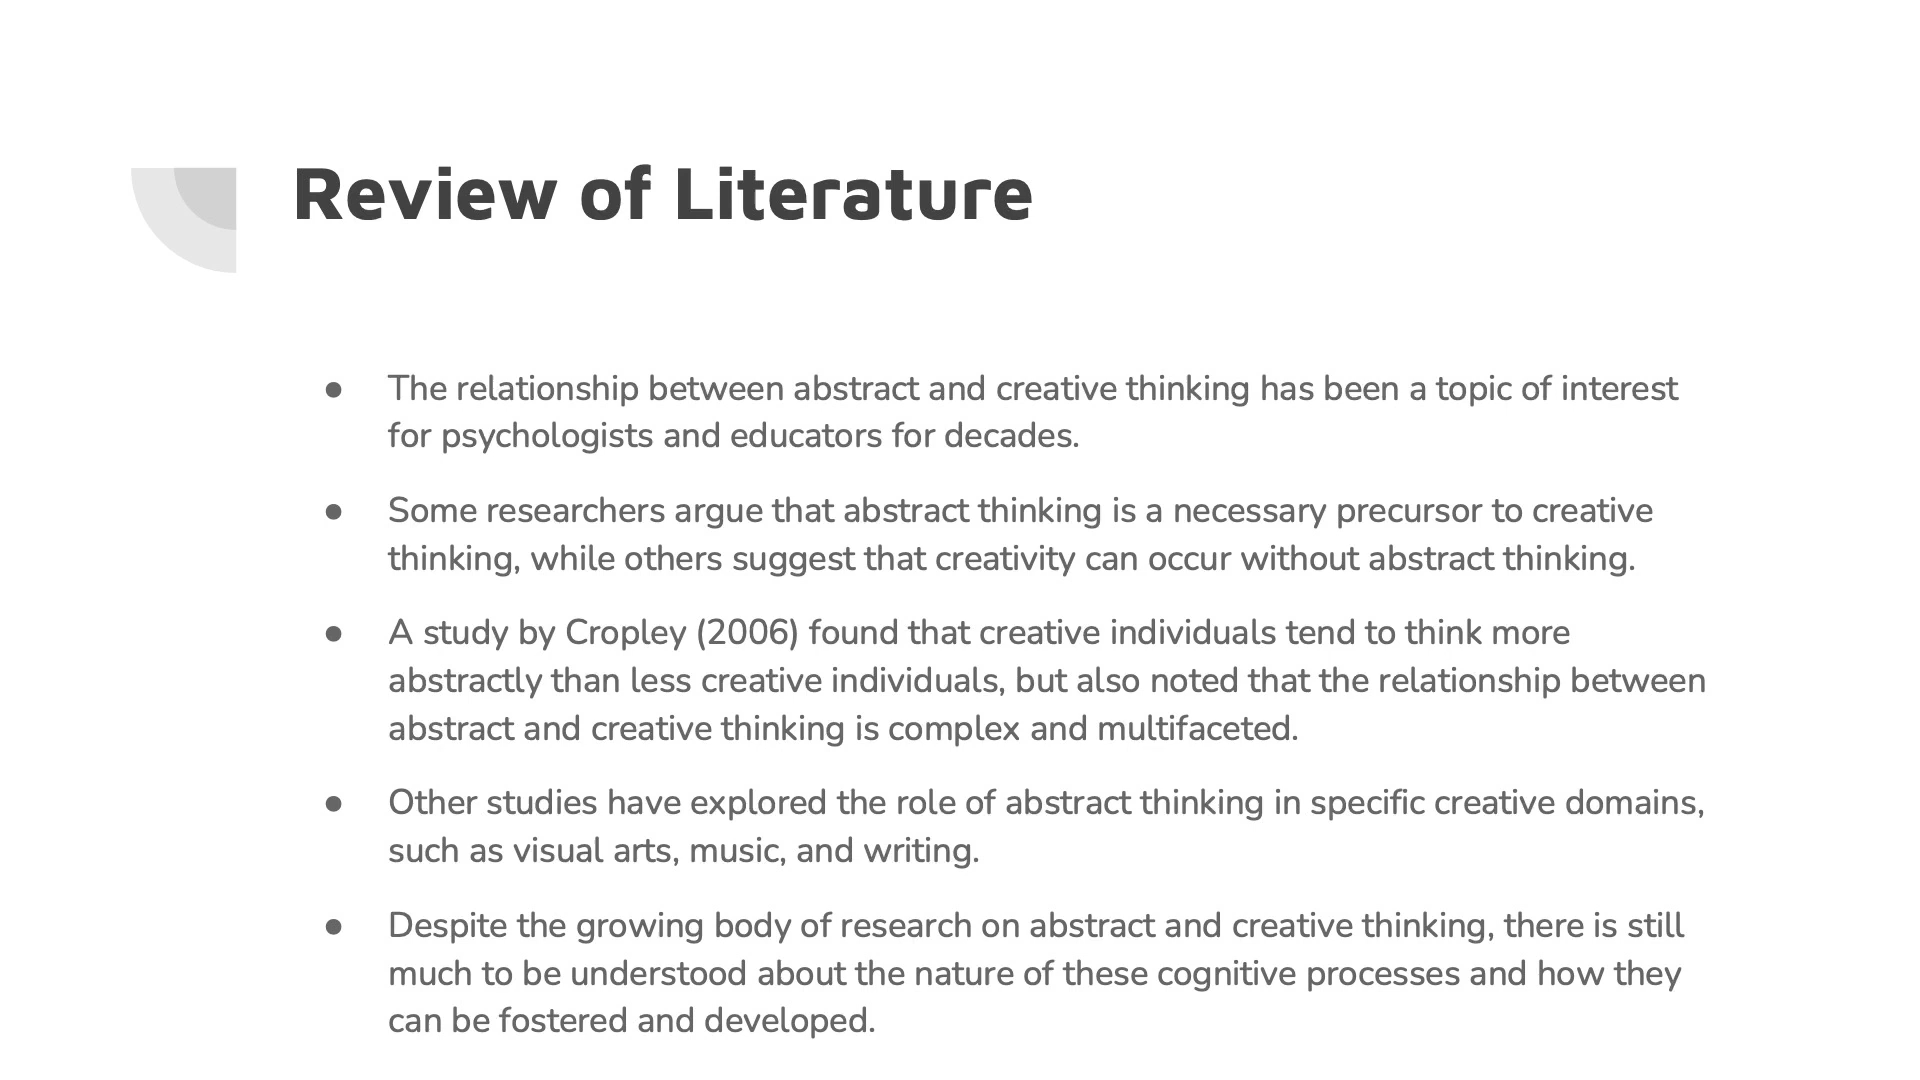 Review of Literature
● The relationship between abstract and creative thinking has been a topic of interest
for psychologists and educators for decades.
● Some researchers argue that abstract thinking is a necessary precursor to creative
thinking, while others suggest that creativity can occur without abstract thinking.
● A study by Cropley (2006) found that creative individuals tend to think more
abstractly than less creative individuals, but also noted that the relationship between
abstract and creative thinking is complex and multifaceted.
● Other studies have explored the role of abstract thinking in specific creative domains,
such as visual arts, music, and writing.
● Despite the growing body of research on abstract and creative thinking, there is still
much to be understood about the nature of these cognitive processes and how they
can be fostered and developed.